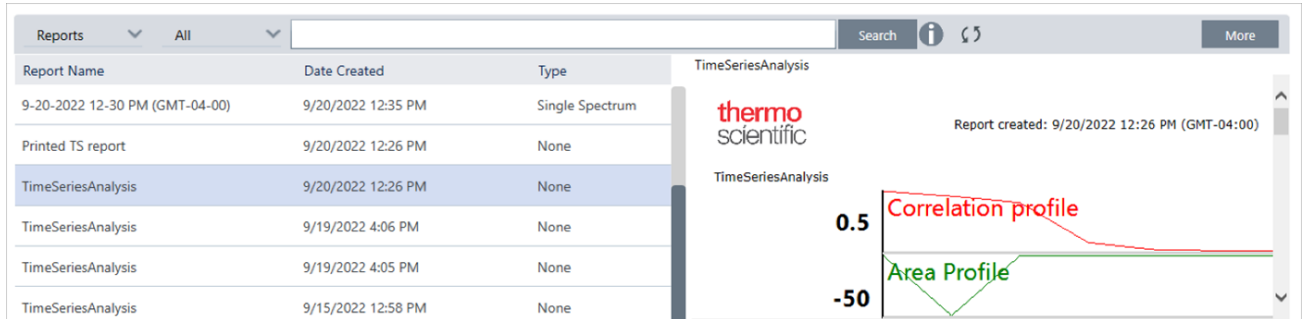 Reports All Search More
Report Name Date Created Type
9-20-2022 12-30 PM (GMT-04-00) 9/20/2022 12:35 PM Single Spectrum
Printed TS report 9/20/2022 12:26 PM None
TimeSeriesAnalysis 9/20/2022 12:26 PM None
TimeSeriesAnalysis 9/19/2022 4:06 PM None
TimeSeriesAnalysis 9/19/2022 4:05 PM None
TimeSeriesAnalysis 9/15/2022 12:58 PM None
TimeSeriesAnalysis
thermo
scientific
Report created: 9/20/2022 12:26 PM (GMT-04:00)
TimeSeriesAnalysis
Correlation profile
0.5
Area Profile
-50